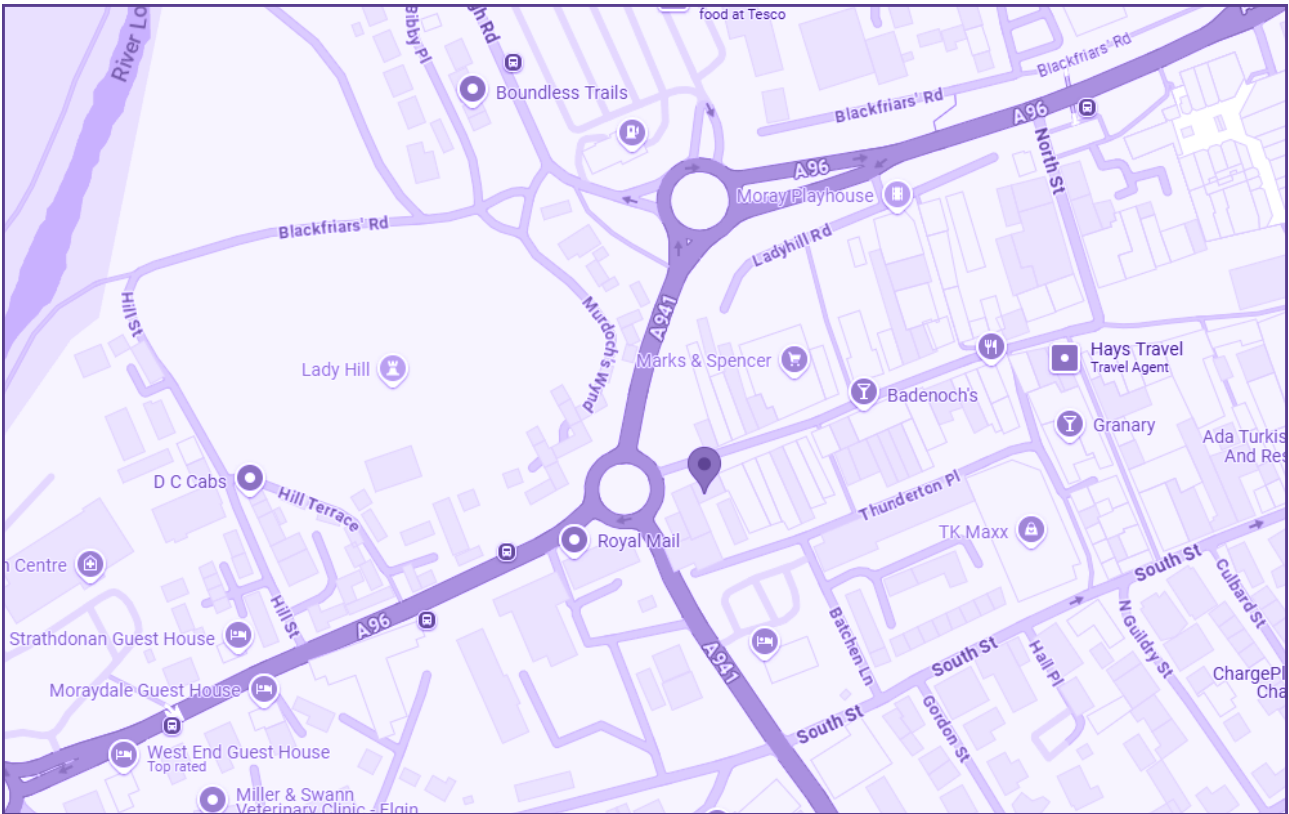 food at Tesco
River Lo
Bibby Pl
gh Rd
Boundless Trails
Blackfriars' Rd
Blackfriars' Rd
A96
A96
North St
Moray Playhouse
Blackfriars' Rd
Ladyhill Rd
Hill St
Murdoch's Wynd
A941
Lady Hill
Marks & Spencer
Hays Travel
Travel Agent
Badenoch's
Granary
Ada Turkis
And Res
D C Cabs
Hill Terrace
Thunderton Pl
TK Maxx
Royal Mail
n Centre
South St
Culbard St
Hill St
A96
Strathdonan Guest House
Batchen Ln
N Guildry St
South St
Hall Pl
A941
Moraydale Guest House
ChargePl
Cha
South St
Gordon St
West End Guest House
Top rated
Miller & Swann
Veterinary Clinic - Elgin